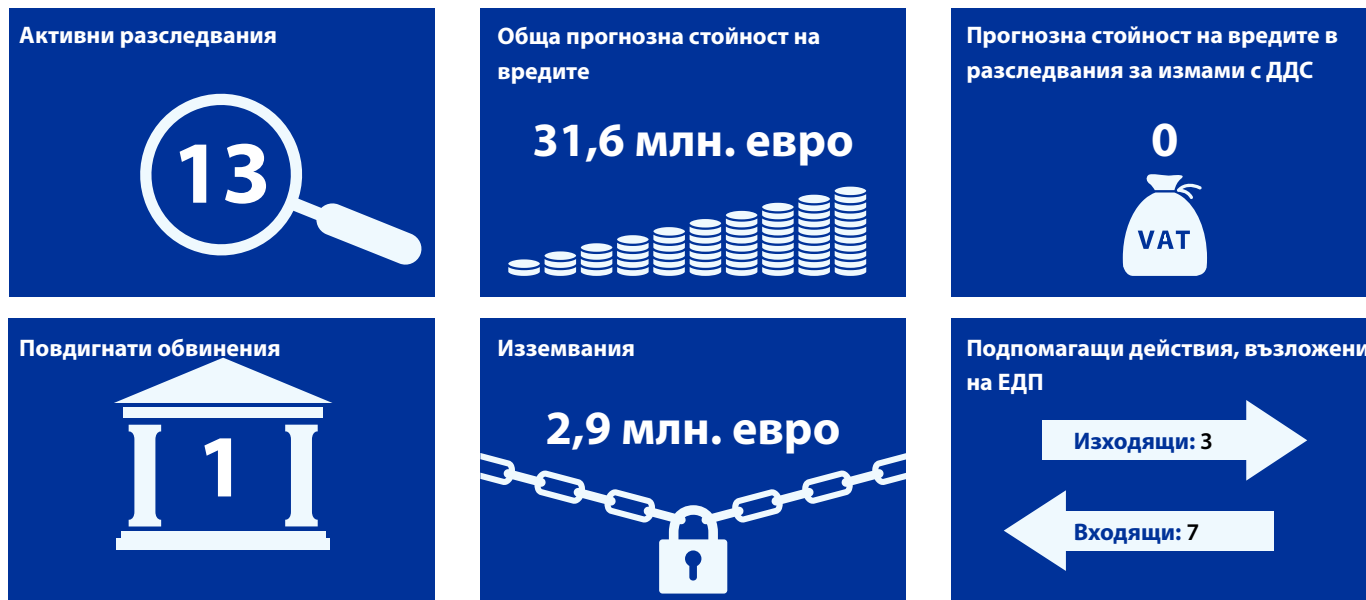 Активни разследвания
13
Обща прогнозна стойност на
вредите
31,6 млн. евро
Прогнозна стойност на вредите в
разследвания за измами с ДДС
0
VAT
Повдигнати обвинения
1
Изземвания
2,9 млн. евро
Подпомагащи действия, възложени
на ЕДП
Изходящи: 3
Входящи: 7